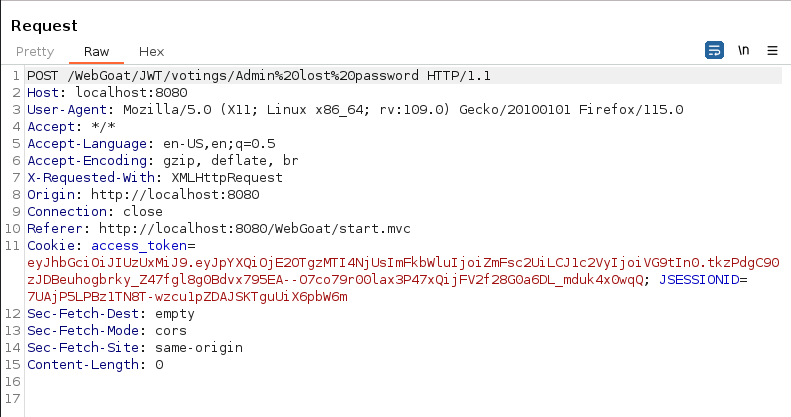 Request
Pretty Raw Hex \n
1 POST /WebGoat/JWT/votings/Admin%20lost%20password HTTP/1.1
2 Host: localhost:8080
3 User-Agent: Mozilla/5.0 (X11; Linux x86_64; rv:109.0) Gecko/20100101 Firefox/115.0
4 Accept: */*
5 Accept-Language: en-US,en;q=0.5
6 Accept-Encoding: gzip, deflate, br
7 X-Requested-With: XMLHttpRequest
8 Origin: http://localhost:8080
9 Connection: close
10 Referer: http://localhost:8080/WebGoat/start.mvc
11 Cookie: access_token=
eyJhbGciOiJIUzUxMiJ9.eyJpYXQiOjE2OTgzMTI4NjUsImFkbWluIjoiZmFsc2UiLCJ1c2VyIjoiVG9tIn0.tkzPdgC90
zJDBeuhogbrky_Z47fgl8g0Bdvx795EA--07co79r00lax3P47xQijFV2f28G0a6DL_mduk4xOwqQ; JSESSIONID=
7UAjP5LPBz1TN8T-wzcu1pZDAJSKTguUiX6pbW6m
12 Sec-Fetch-Dest: empty
13 Sec-Fetch-Mode: cors
14 Sec-Fetch-Site: same-origin
15 Content-Length: 0
16
17